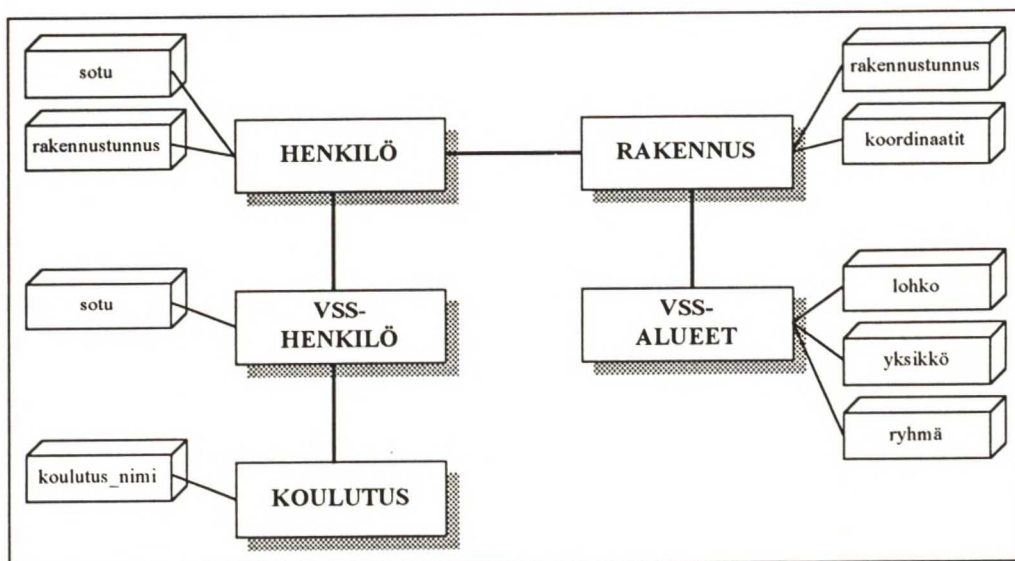 sotu
rakennustunnus
HENKILÖ
RAKENNUS
rakennustunnus
koordinaatit
sotu
VSS-
HENKILÖ
VSS-
ALUEET
lohko
yksikkö
ryhmä
koulutus_nimi
KOULUTUS